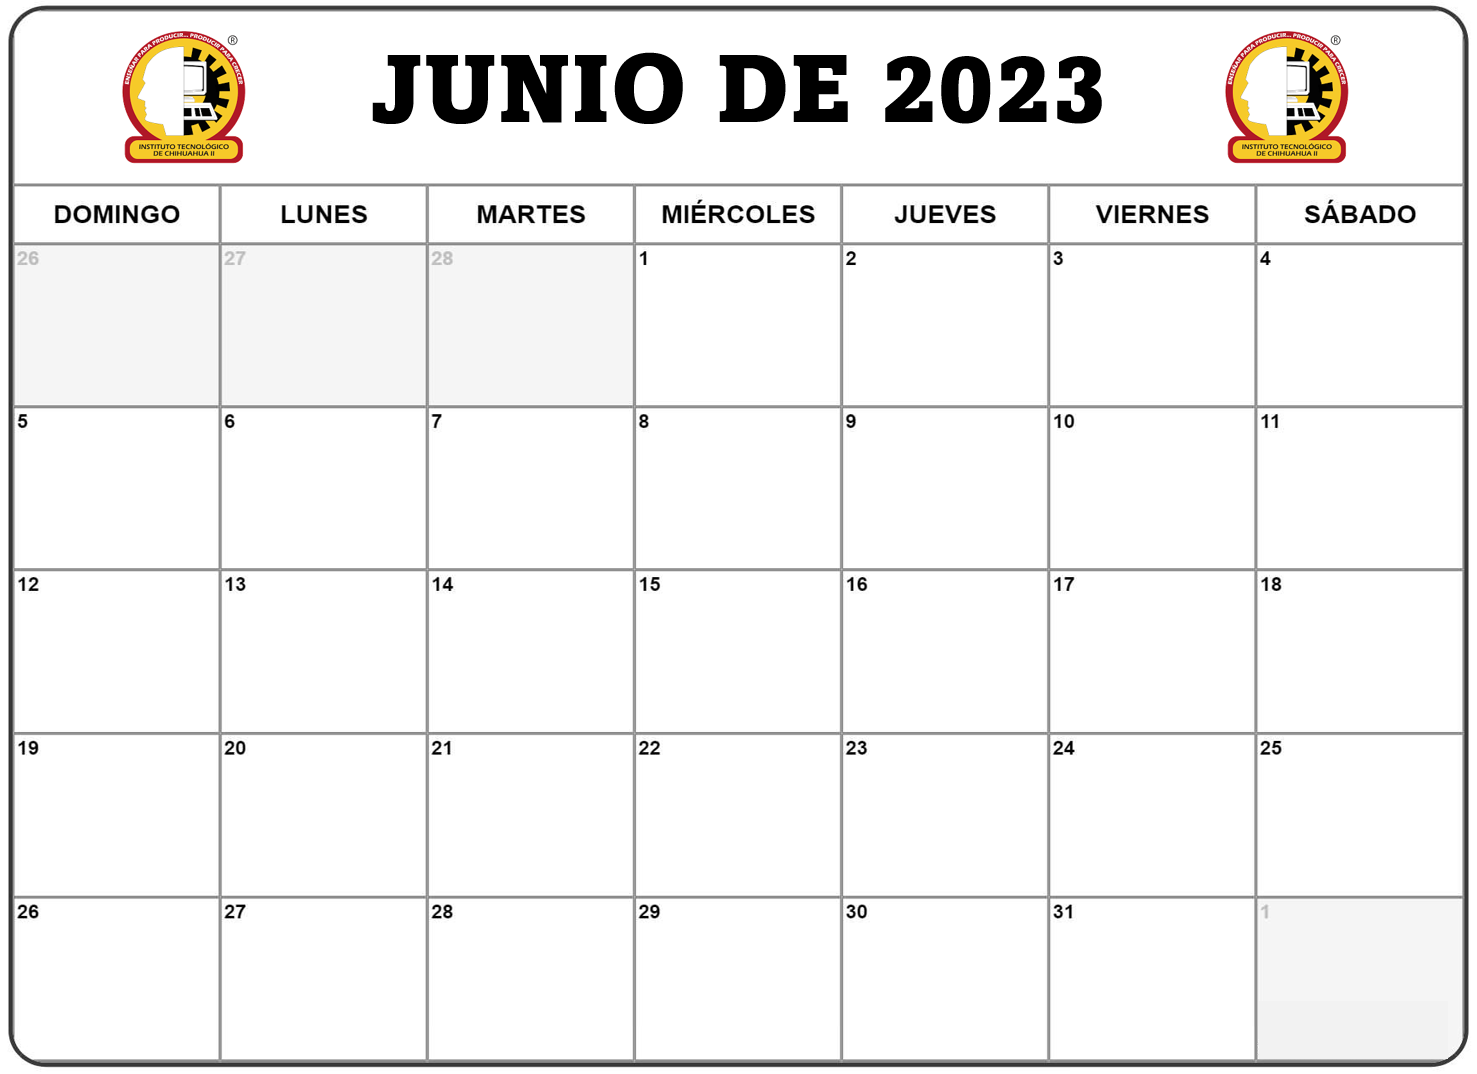 ENSEÑAR PARA PRODUCIR... PRODUCIR PARA CRECER
®
INSTITUTO TECNOLÓGICO
DE CHIHUAHUA II
JUNIO DE 2023
ENSEÑAR PARA PRODUCIR... PRODUCIR PARA CRECER
®
INSTITUTO TECNOLÓGICO
DE CHIHUAHUA II
DOMINGO LUNES MARTES MIÉRCOLES JUEVES VIERNES SÁBADO
26 27 28 1 2 3 4
5 6 7 8 9 10 11
12 13 14 15 16 17 18
19 20 21 22 23 24 25
26 27 28 29 30 31 1